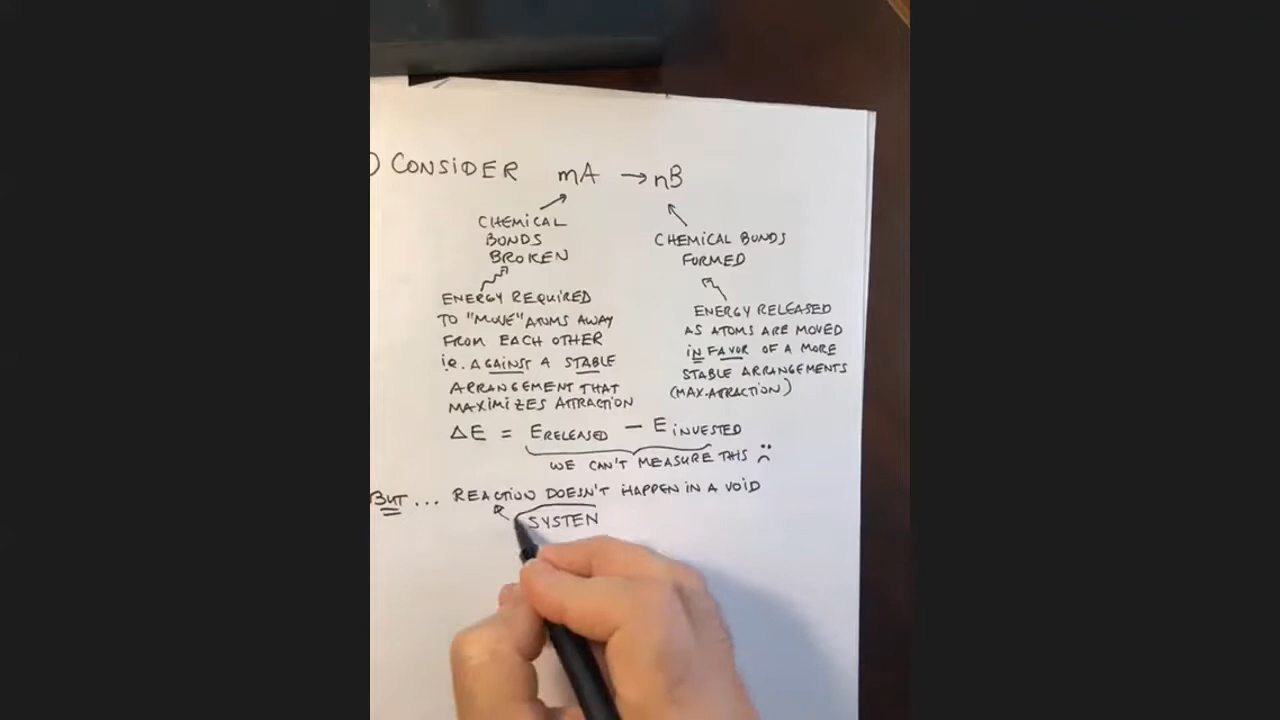 ) CONSIDER mA → nB
CHEMICAL
BONDS
BROKEN
CHEMICAL BONDS
FORMED
ENERGY REQUIRED
TO "MOVE" ATOMS AWAY
FROM EACH OTHER
i.e. AGAINST A STABLE
ARRANGEMENT THAT
MAXIMIZES ATTRACTION
ENERGY RELEASED
AS ATOMS ARE MOVED
IN FAVOR OF A MORE
STABLE ARRANGEMENTS
(MAX. ATTRACTION)
ΔE = E RELEASED − E INVESTED
WE CAN'T MEASURE THIS :(
BUT... REACTION DOESN'T HAPPEN IN A VOID
SYSTEN